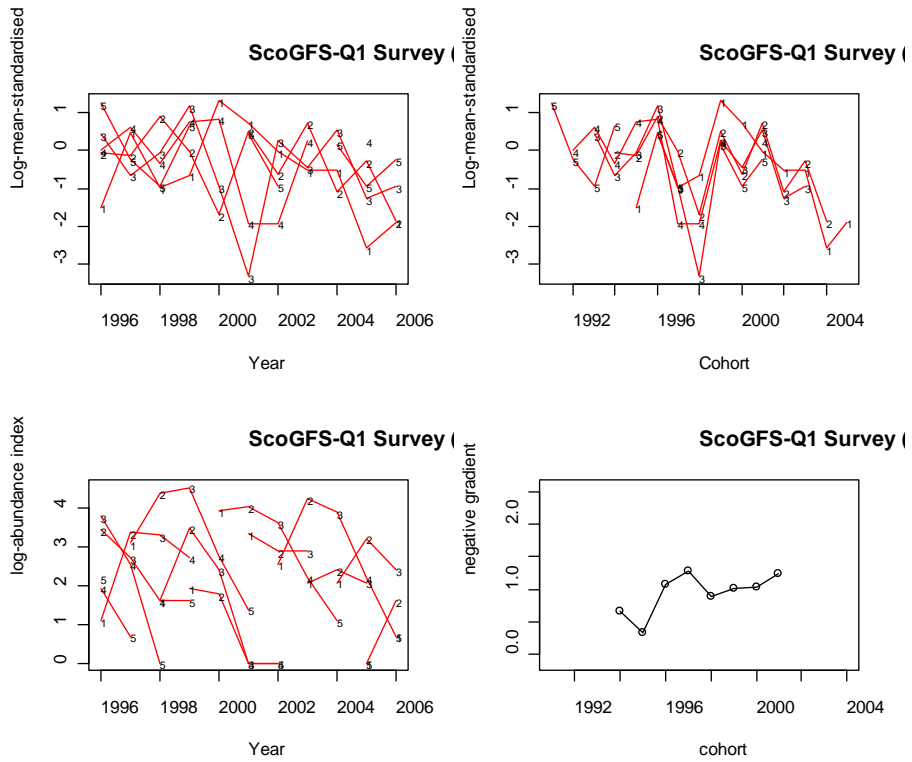 ScoGFS-Q1 Survey (
Log-mean-standardised
1
0
-1
-2
-3
1996 1998 2000 2002 2004 2006
Year
ScoGFS-Q1 Survey (
Log-mean-standardised
1
0
-1
-2
-3
1992 1996 2000 2004
Cohort
ScoGFS-Q1 Survey (
log-abundance index
4
3
2
1
0
1996 1998 2000 2002 2004 2006
Year
ScoGFS-Q1 Survey (
negative gradient
2.0
1.0
0.0
1992 1996 2000 2004
cohort